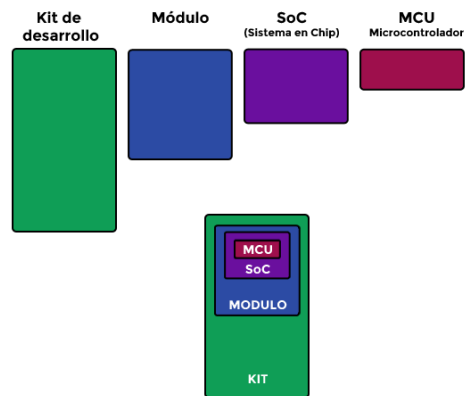 Kit de
desarrollo
Módulo
SoC
(Sistema en Chip)
MCU
Microcontrolador
MCU
SoC
MODULO
KIT